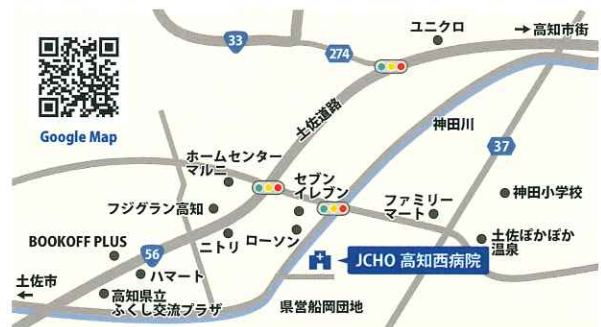 ユニクロ
→高知市街
33
274
Google Map
土佐道路
神田川
37
ホームセンター
マルニ
セブン
イレブン
ファミリー
マート
神田小学校
フジグラン高知
ニトリ
ローソン
土佐ぽかぽか
温泉
BOOKOFF PLUS
56
ハマート
JCHO 高知西病院
土佐市
←
高知県立
ふくし交流プラザ
県営船岡団地